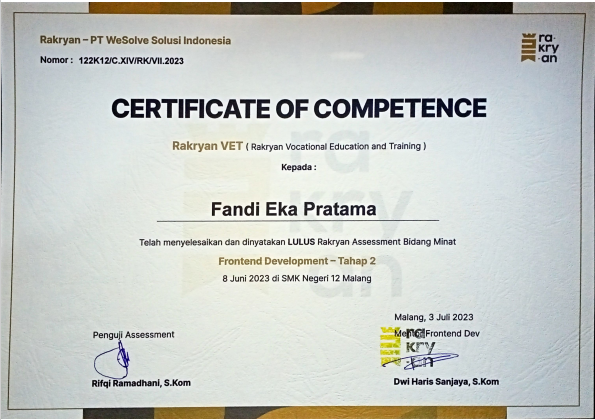 Rakryan – PT WeSolve Solusi Indonesia
Nomor : 122K12/C.XIV/RK/VII.2023
ra·
kry
·an
CERTIFICATE OF COMPETENCE
Rakryan VET ( Rakryan Vocational Education and Training )
Kepada :
ra
kry
an
Fandi Eka Pratama
Telah menyelesaikan dan dinyatakan LULUS Rakryan Assessment Bidang Minat
Frontend Development – Tahap 2
8 Juni 2023 di SMK Negeri 12 Malang
Malang, 3 Juli 2023
Penguji Assessment
Mentor Frontend Dev
ra
kry
an
Rifqi Ramadhani, S.Kom
Dwi Haris Sanjaya, S.Kom